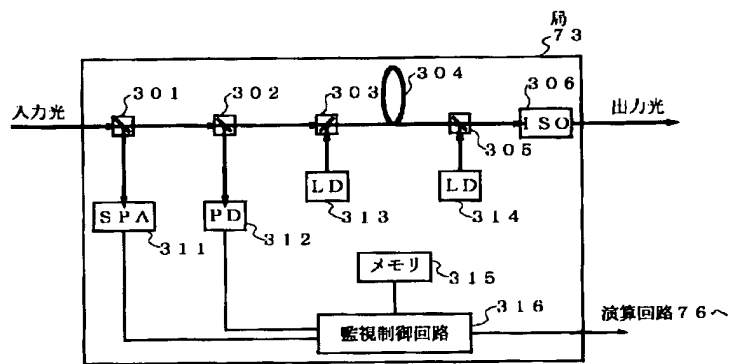 局
73
入力光
301
302
303
304
306
ISO
出力光
305
SPA
311
PD
312
LD
313
LD
314
メモリ
315
監視制御回路
316
演算回路76へ